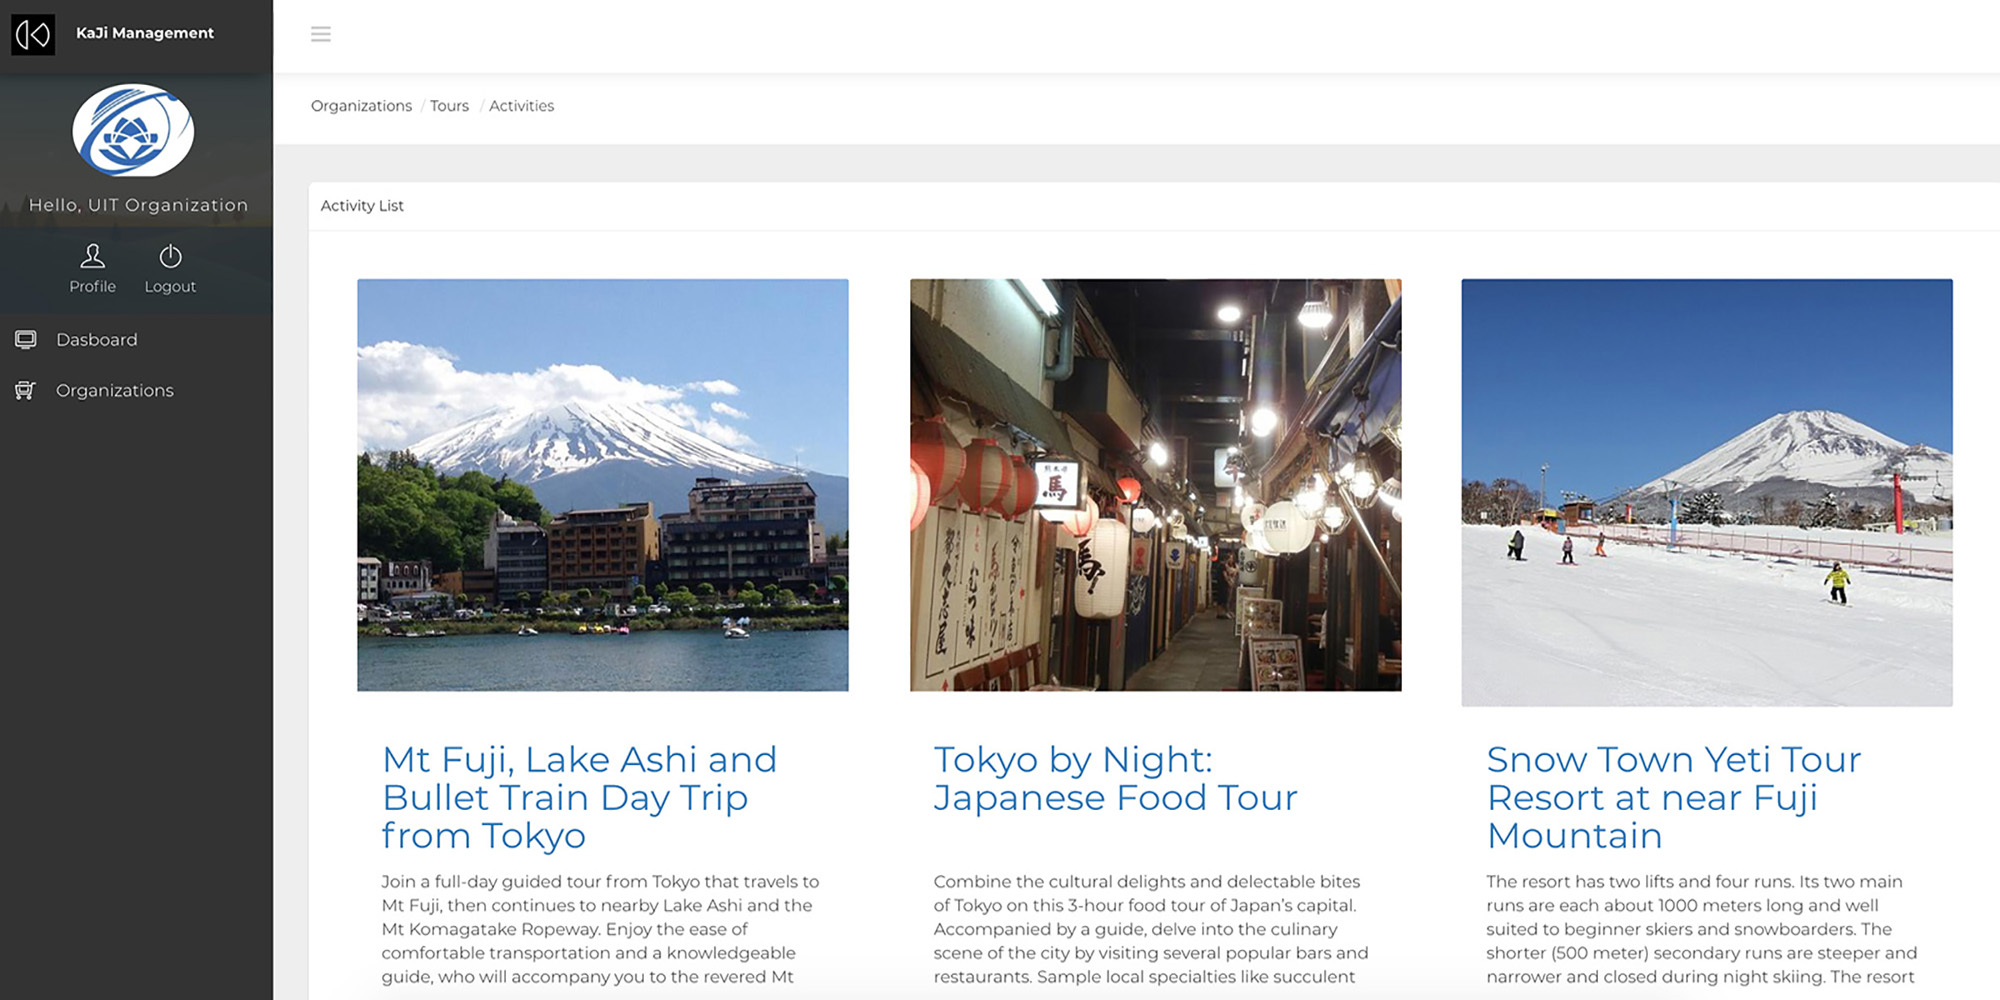 KaJi Management
Hello, UIT Organization
Profile
Logout
Dasboard
Organizations
Organizations / Tours / Activities
Activity List
馬
馬
Mt Fuji, Lake Ashi and
Bullet Train Day Trip
from Tokyo
Join a full-day guided tour from Tokyo that travels to
Mt Fuji, then continues to nearby Lake Ashi and the
Mt Komagatake Ropeway. Enjoy the ease of
comfortable transportation and a knowledgeable
guide, who will accompany you to the revered Mt
Tokyo by Night:
Japanese Food Tour
Combine the cultural delights and delectable bites
of Tokyo on this 3-hour food tour of Japan’s capital.
Accompanied by a guide, delve into the culinary
scene of the city by visiting several popular bars and
restaurants. Sample local specialties like succulent
Snow Town Yeti Tour
Resort at near Fuji
Mountain
The resort has two lifts and four runs. Its two main
runs are each about 1000 meters long and well
suited to beginner skiers and snowboarders. The
shorter (500 meter) secondary runs are steeper and
narrower and closed during night skiing. The resort